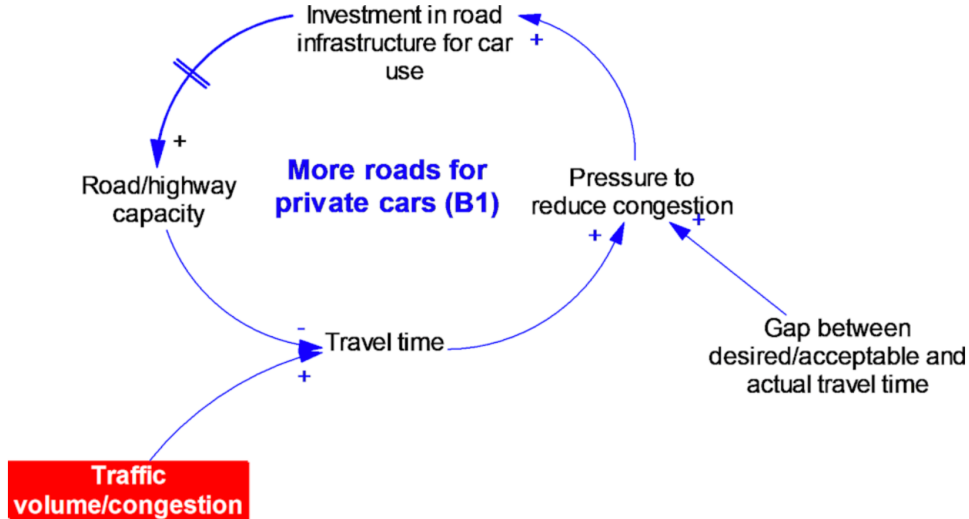 Investment in road
infrastructure for car
use
+
+
Road/highway
capacity
More roads for
private cars (B1)
Pressure to
reduce congestion
+
+
-
Travel time
+
Gap between
desired/acceptable and
actual travel time
Traffic
volume/congestion